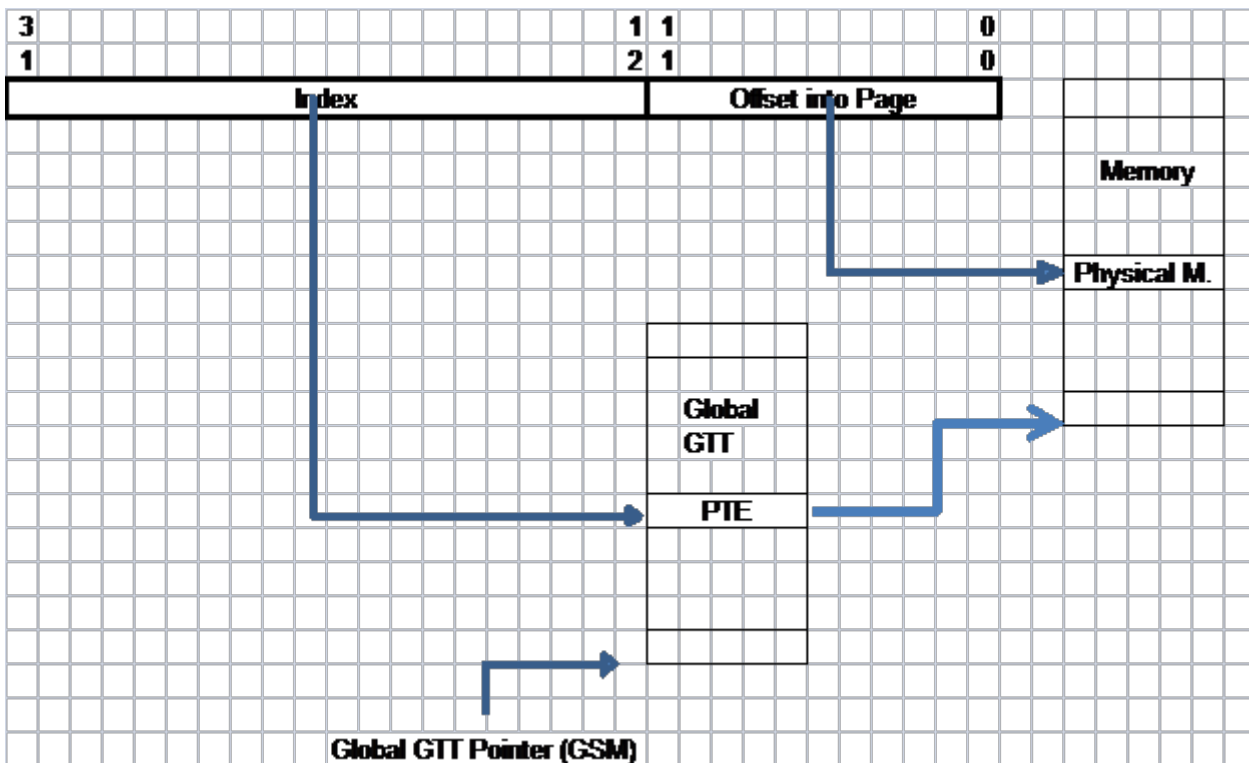 3 1 1 0
1 2 1 0
Index Offset into Page
Memory
Physical M.
Global
GTT
PTE
Global GTT Pointer (GSM)